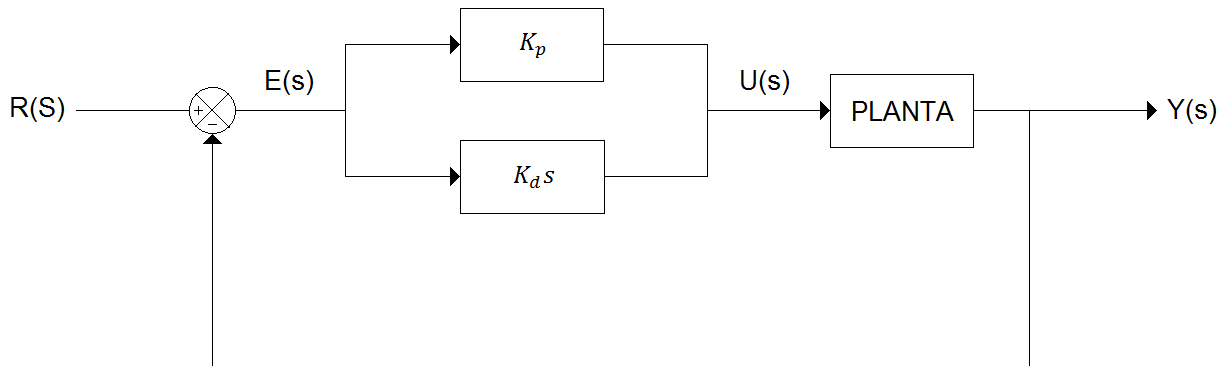 R(S)
+
−
E(s)
K_p
K_d s
U(s)
PLANTA
Y(s)